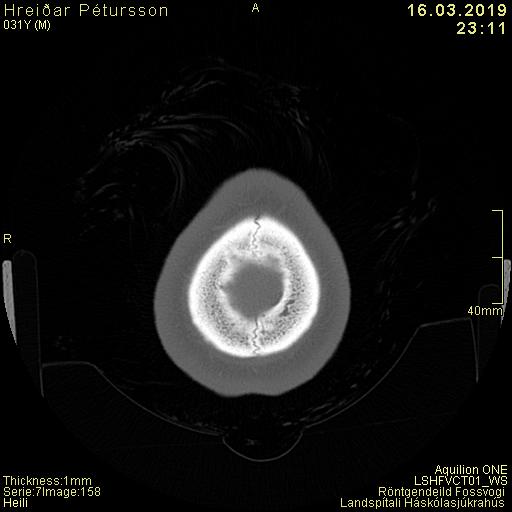 Hreiðar Pétursson
031Y (M)
A
16.03.2019
23:11
R
40mm
Thickness:1mm
Serie:7Image:158
Heili
Aquilion ONE
LSHFVCT01_WS
Röntgendeild Fossvogi
Landspítali Háskólasjúkrahús